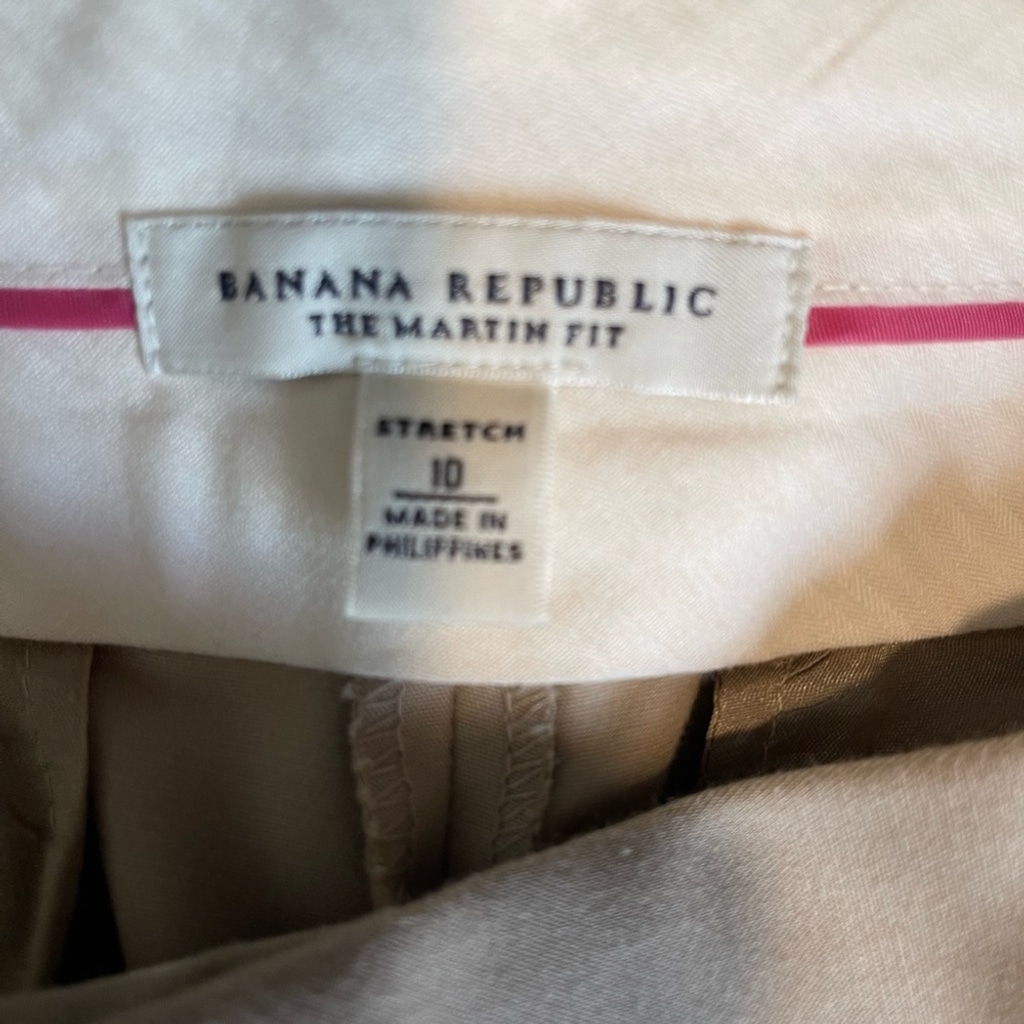 BANANA REPUBLIC
THE MARTIN FIT
STRETCH
10
MADE IN
PHILIPPINES